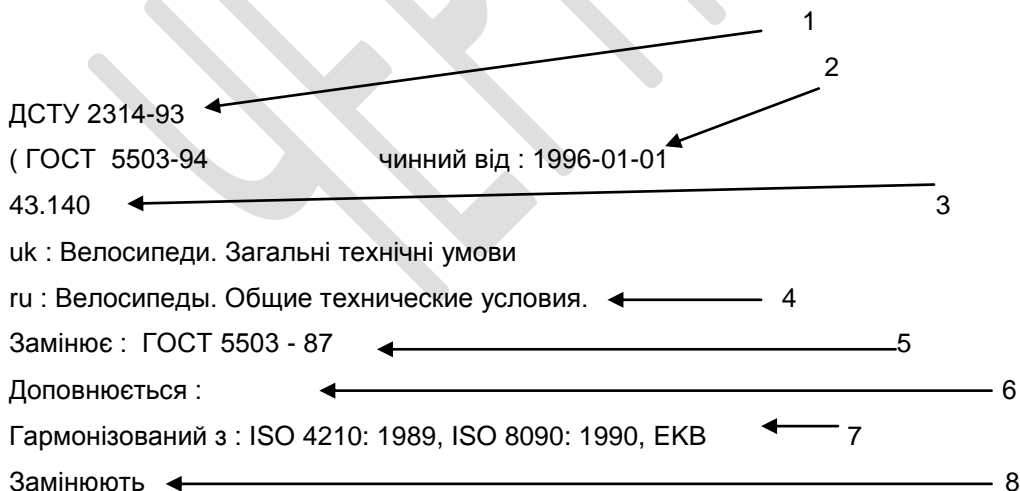 1
2
ДСТУ 2314-93
( ГОСТ 5503-94 чинний від : 1996-01-01
43.140 3
uk : Велосипеди. Загальні технічні умови
ru : Велосипеды. Общие технические условия. 4
Замінює : ГОСТ 5503 - 87 5
Доповнюється : 6
Гармонізований з : ISO 4210: 1989, ISO 8090: 1990, ЕКВ 7
Замінюють 8